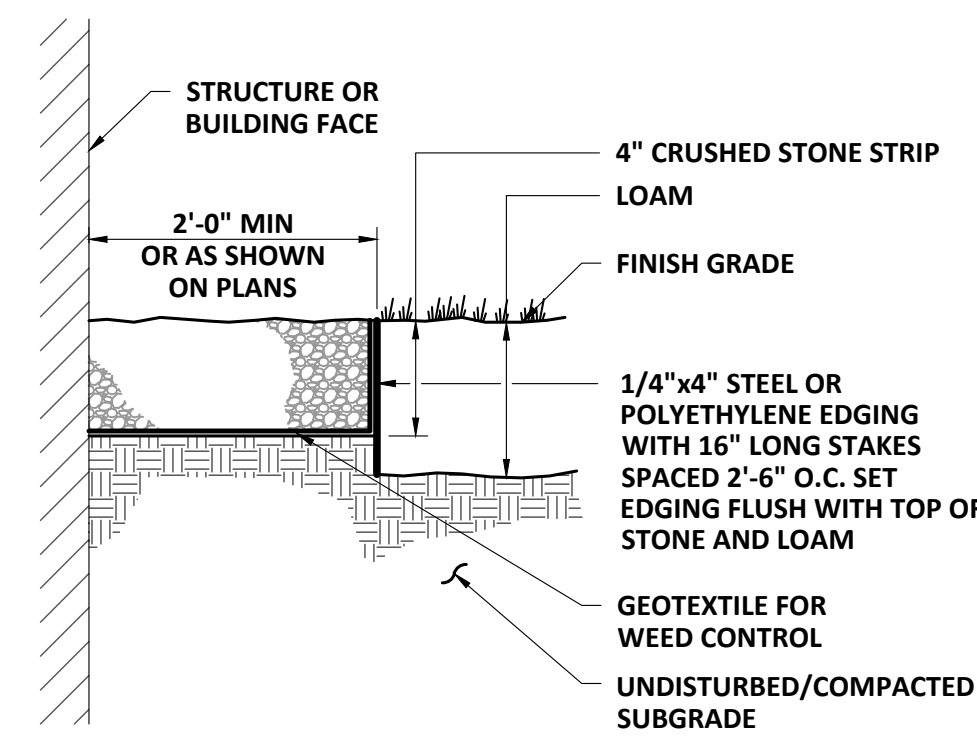 STRUCTURE OR
BUILDING FACE
4" CRUSHED STONE STRIP
LOAM
2'-0" MIN
OR AS SHOWN
ON PLANS
FINISH GRADE
1/4"x4" STEEL OR
POLYETHYLENE EDGING
WITH 16" LONG STAKES
SPACED 2'-6" O.C. SET
EDGING FLUSH WITH TOP OF
STONE AND LOAM
GEOTEXTILE FOR
WEED CONTROL
UNDISTURBED/COMPACTED
SUBGRADE